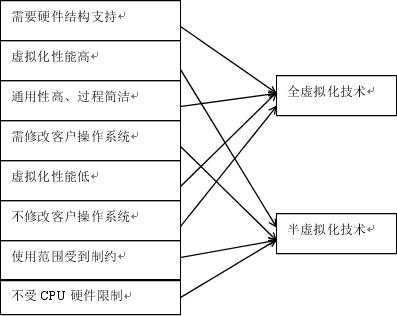 需要硬件结构支持
虚拟化性能高
通用性高、过程简洁
需修改客户操作系统
虚拟化性能低
不修改客户操作系统
使用范围受到制约
不受 CPU 硬件限制
全虚拟化技术
半虚拟化技术